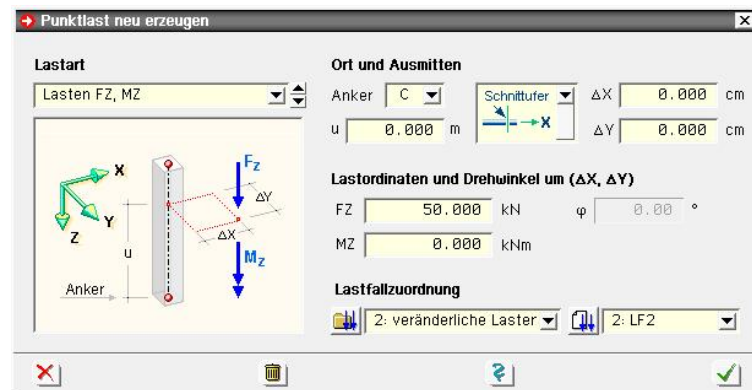 Punktlast neu erzeugen
Lastart
Lasten FZ, MZ
X
Y
Z
u
Anker
Fz
ΔY
ΔX
Mz
Ort und Ausmitten
Anker C
Schnittufer
X
ΔX 0.000 cm
u 0.000 m
ΔY 0.000 cm
Lastordinaten und Drehwinkel um (ΔX, ΔY)
FZ 50.000 kN φ 0.00 °
MZ 0.000 kNm
Lastfallzuordnung
2: veränderliche Laster 2: LF2